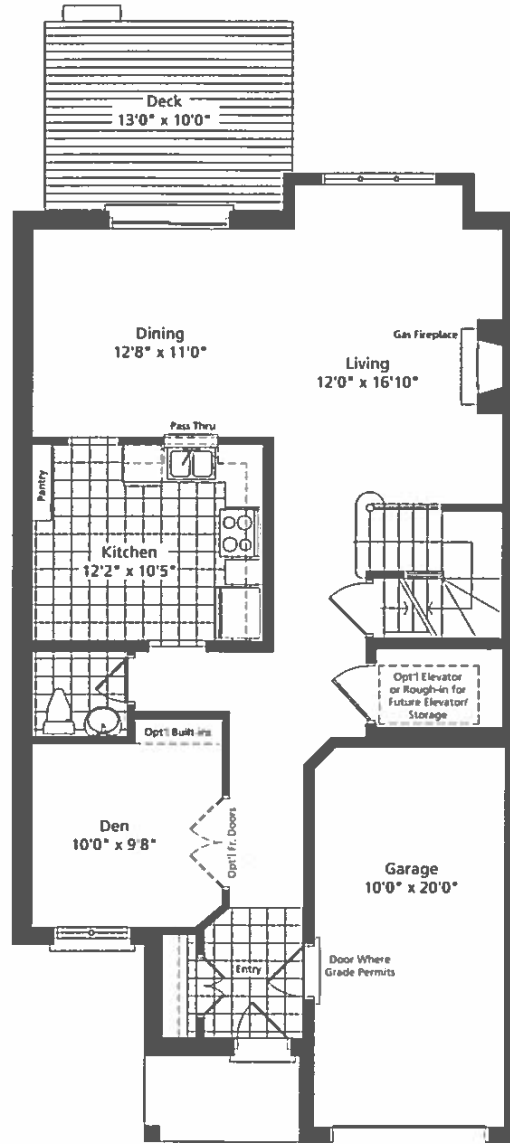 Deck
13'0" x 10'0"
Dining
12'8" x 11'0"
Gas Fireplace
Living
12'0" x 16'10"
Pass Thru
Pantry
Kitchen
12'2" x 10'5"
Opt'l Elevator
or Rough-in for
Future Elevator/
Storage
Opt'l Built-ins
Den
10'0" x 9'8"
Opt'l Fr. Doors
Garage
10'0" x 20'0"
Entry
Door Where
Grade Permits